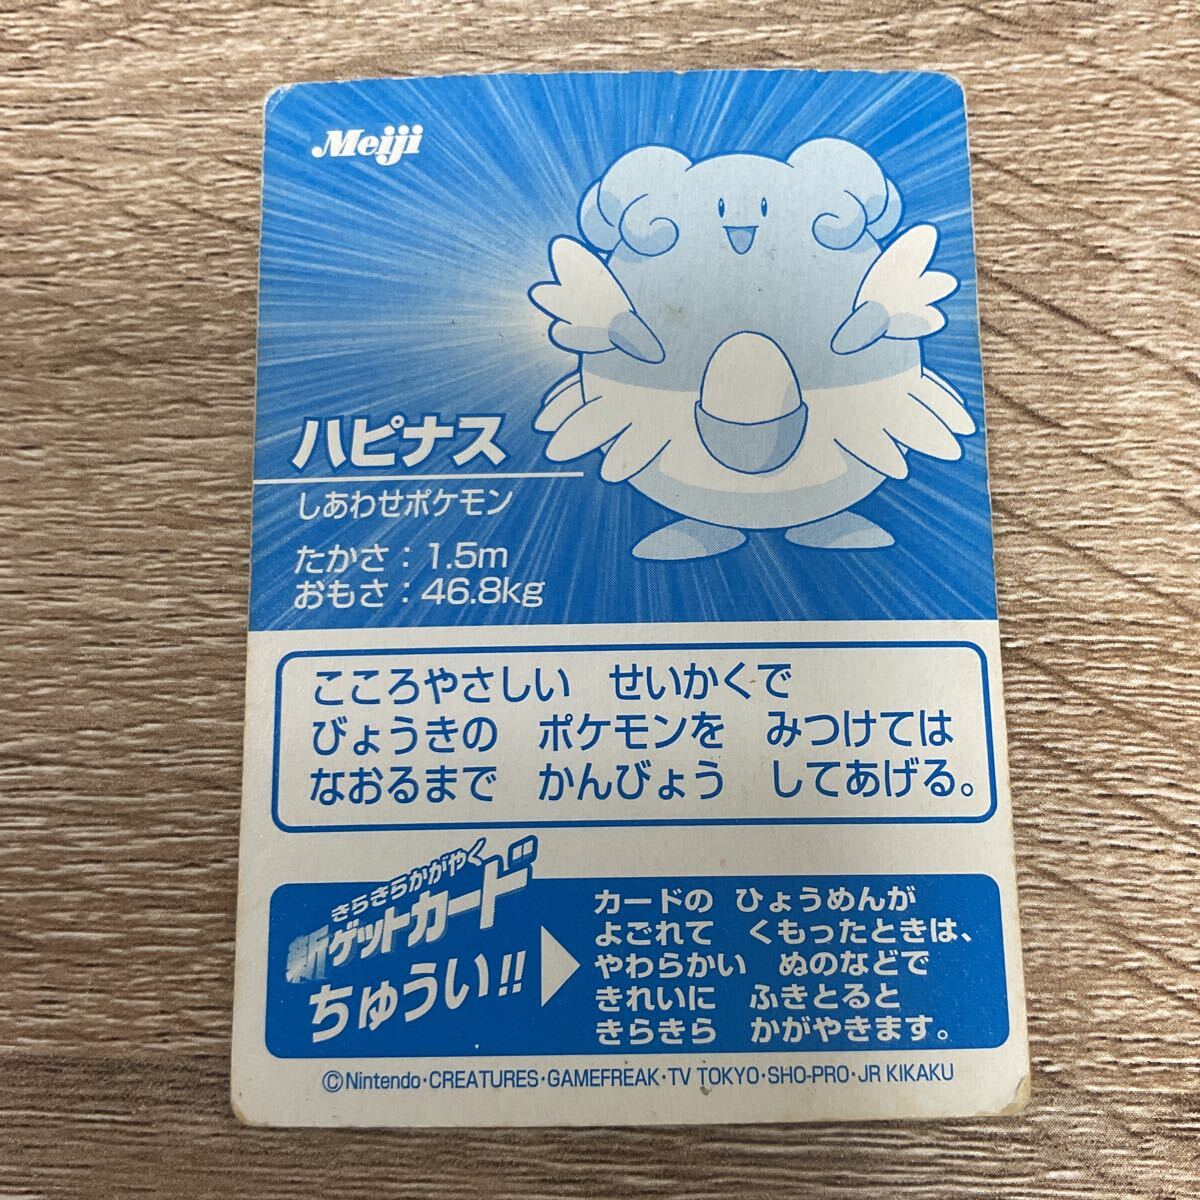 Meiji
ハピナス
しあわせポケモン
たかさ：1.5m
おもさ：46.8kg
こころやさしい　せいかくで
びょうきの　ポケモンを　みつけては
なおるまで　かんびょう　してあげる。
きらきらかがやく
新ゲットカード
ちゅうい!!
カードの　ひょうめんが
よごれて　くもったときは、
やわらかい　ぬのなどで
きれいに　ふきとると
きらきら　かがやきます。
©Nintendo・CREATURES・GAMEFREAK・TV TOKYO・SHO-PRO・JR KIKAKU